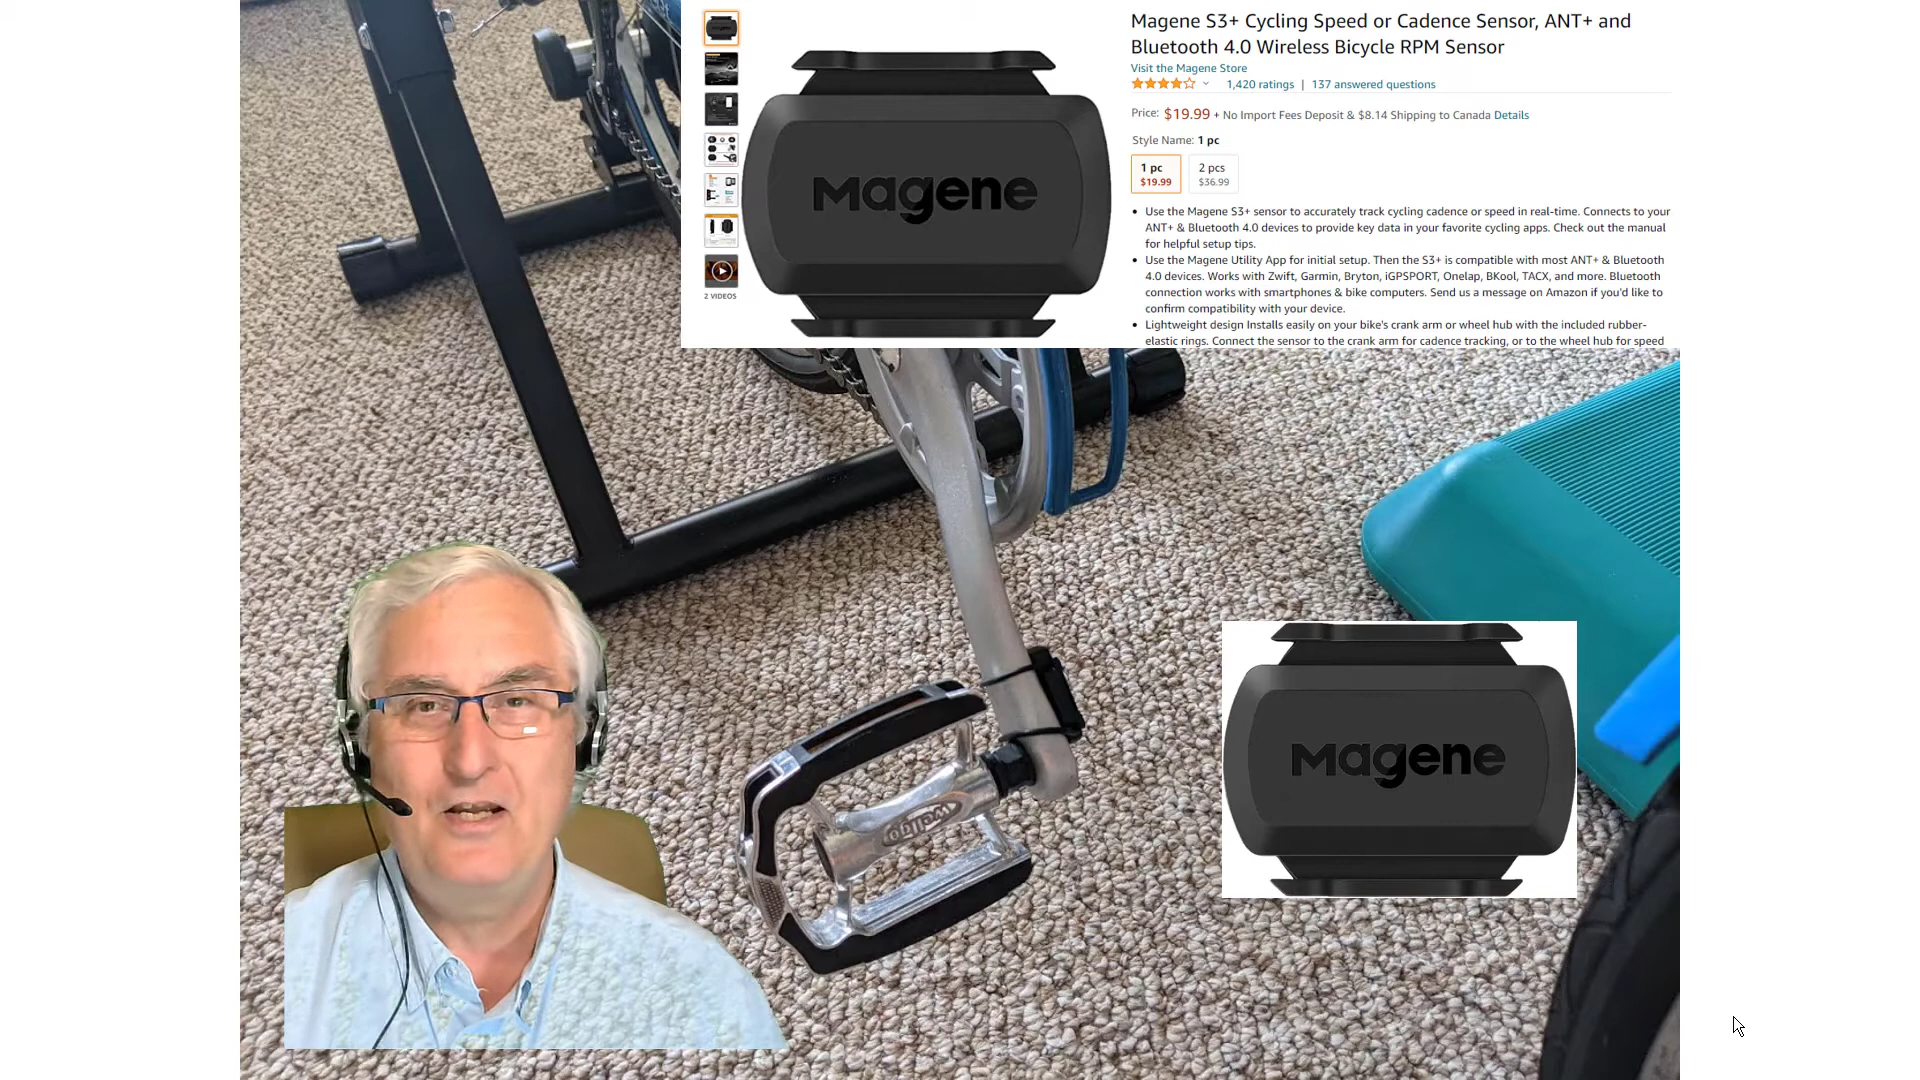 Magene S3+ Cycling Speed or Cadence Sensor, ANT+ and
Bluetooth 4.0 Wireless Bicycle RPM Sensor
Visit the Magene Store
1,420 ratings | 137 answered questions
Price: $19.99 + No Import Fees Deposit & $8.14 Shipping to Canada Details
Style Name: 1 pc
1 pc
$19.99
2 pcs
$36.99
• Use the Magene S3+ sensor to accurately track cycling cadence or speed in real-time. Connects to your
ANT+ & Bluetooth 4.0 devices to provide key data in your favorite cycling apps. Check out the manual
for helpful setup tips.
• Use the Magene Utility App for initial setup. Then the S3+ is compatible with most ANT+ & Bluetooth
4.0 devices. Works with Zwift, Garmin, Bryton, iGPSPORT, Onelap, BKool, TACX, and more. Bluetooth
connection works with smartphones & bike computers. Send us a message on Amazon if you'd like to
confirm compatibility with your device.
• Lightweight design Installs easily on your bike's crank arm or wheel hub with the included rubber-
elastic rings. Connect the sensor to the crank arm for cadence tracking, or to the wheel hub for speed
2 VIDEOS
Magene
Magene
wellgo